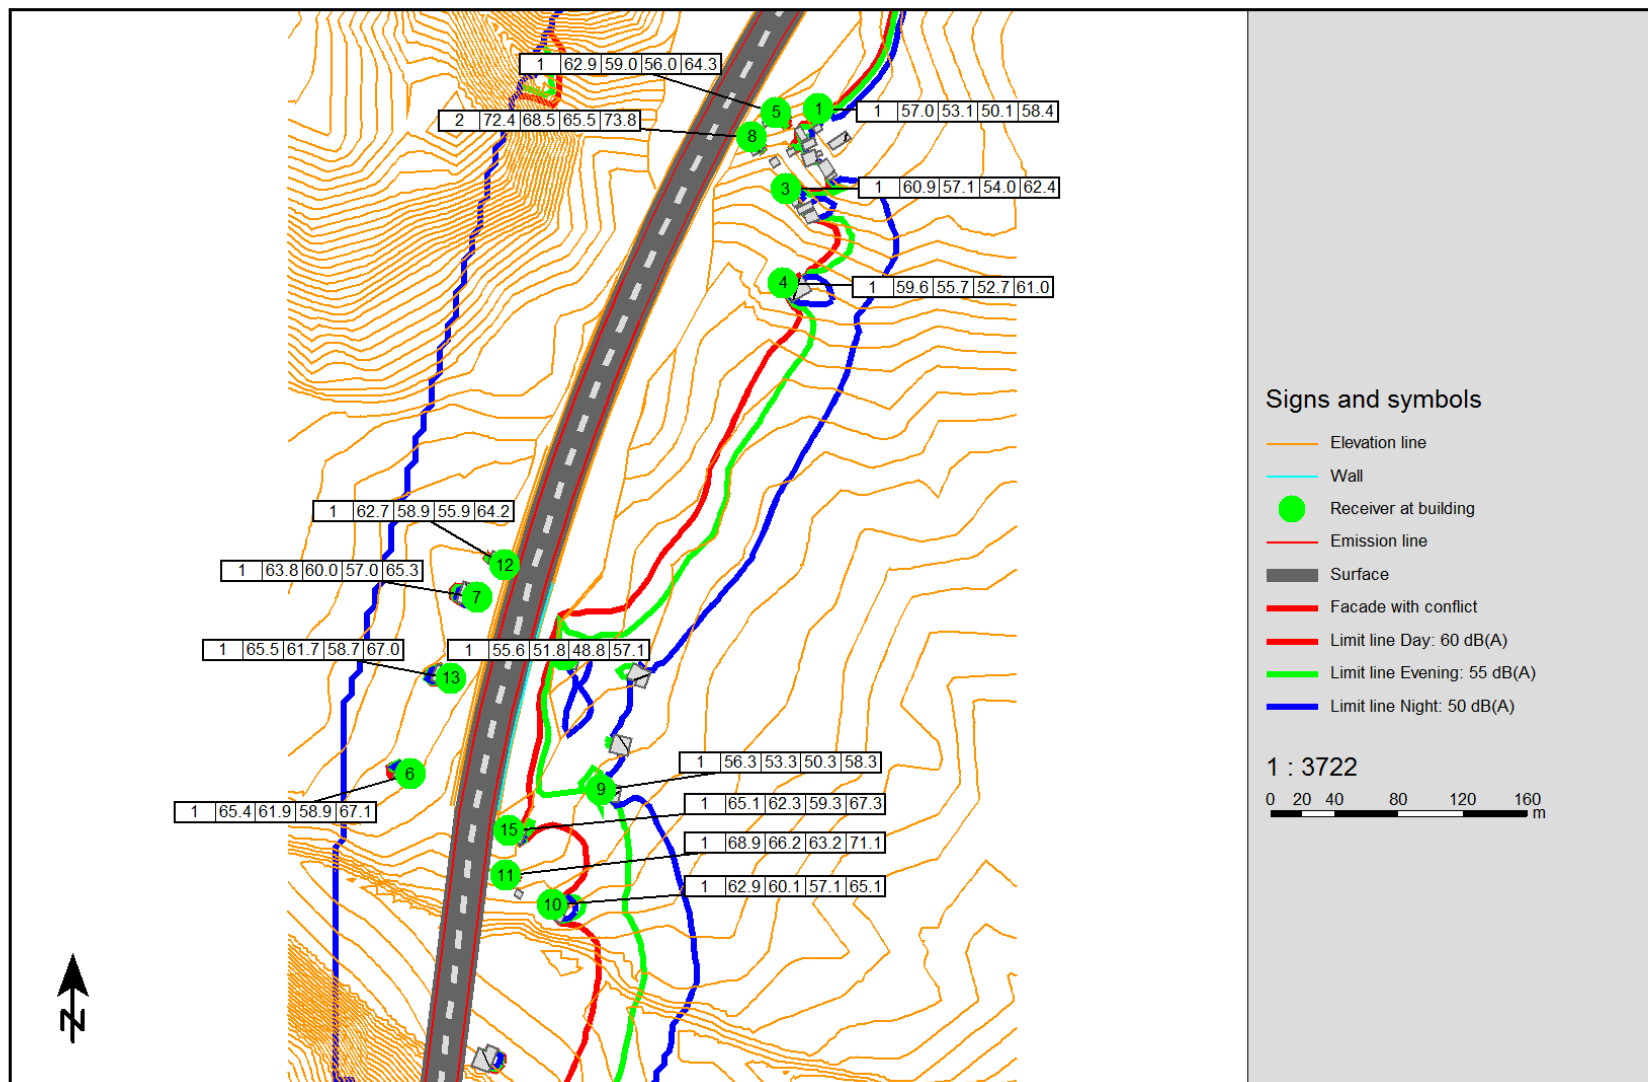 1 62.9 59.0 56.0 64.3
5
1
1 57.0 53.1 50.1 58.4
2 72.4 68.5 65.5 73.8
8
3
1 60.9 57.1 54.0 62.4
4
1 59.6 55.7 52.7 61.0
Signs and symbols
Elevation line
Wall
Receiver at building
Emission line
Surface
Facade with conflict
Limit line Day: 60 dB(A)
Limit line Evening: 55 dB(A)
Limit line Night: 50 dB(A)
1 : 3722
0 20 40 80 120 160
m
1 62.7 58.9 55.9 64.2
12
1 63.8 60.0 57.0 65.3
7
1 65.5 61.7 58.7 67.0
1 55.6 51.8 48.8 57.1
13
6
1 56.3 53.3 50.3 58.3
9
1 65.4 61.9 58.9 67.1
1 65.1 62.3 59.3 67.3
15
1 68.9 66.2 63.2 71.1
11
1 62.9 60.1 57.1 65.1
10
N